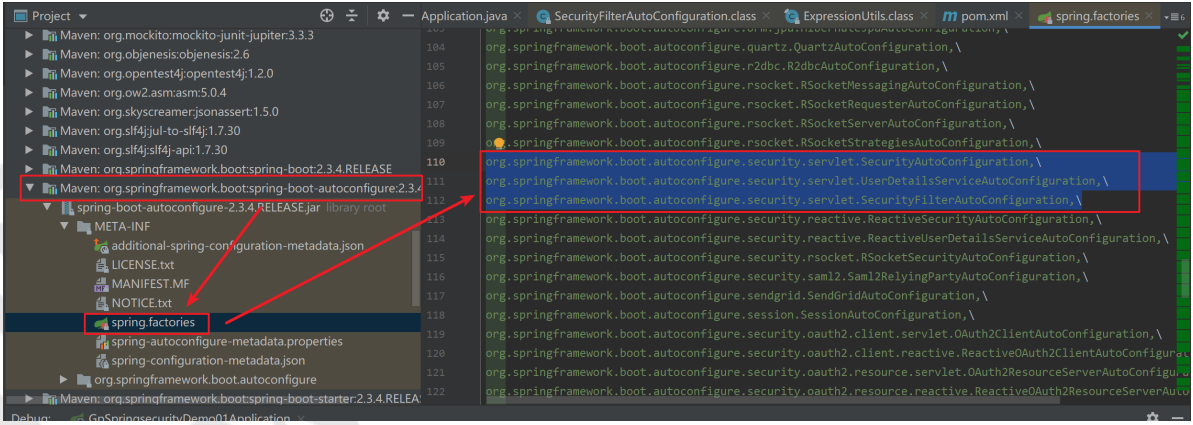 Project
Application.java
SecurityFilterAutoConfiguration.class
ExpressionUtils.class
pom.xml
spring.factories
6
Maven: org.mockito:mockito-junit-jupiter:3.3.3
Maven: org.objenesis:objenesis:2.6
Maven: org.opentest4j:opentest4j:1.2.0
Maven: org.ow2.asm:asm:5.0.4
Maven: org.skyscreamer:jsonassert:1.5.0
Maven: org.slf4j:jul-to-slf4j:1.7.30
Maven: org.slf4j:slf4j-api:1.7.30
Maven: org.springframework.boot:spring-boot:2.3.4.RELEASE
Maven: org.springframework.boot:spring-boot-autoconfigure:2.3.4
spring-boot-autoconfigure-2.3.4.RELEASE.jar library root
META-INF
additional-spring-configuration-metadata.json
LICENSE.txt
MANIFEST.MF
NOTICE.txt
spring.factories
spring-autoconfigure-metadata.properties
spring-configuration-metadata.json
org.springframework.boot.autoconfigure
Maven: org.springframework.boot:spring-boot-starter:2.3.4.RELEA
103 org.springframework.boot.autoconfigure.orm.jpa.HibernateJpaAutoConfiguration,\
104 org.springframework.boot.autoconfigure.quartz.QuartzAutoConfiguration,\
105 org.springframework.boot.autoconfigure.r2dbc.R2dbcAutoConfiguration,\
106 org.springframework.boot.autoconfigure.rsocket.RSocketMessagingAutoConfiguration,\
107 org.springframework.boot.autoconfigure.rsocket.RSocketRequesterAutoConfiguration,\
108 org.springframework.boot.autoconfigure.rsocket.RSocketServerAutoConfiguration,\
109 org.springframework.boot.autoconfigure.rsocket.RSocketStrategiesAutoConfiguration,\
110 org.springframework.boot.autoconfigure.security.servlet.SecurityAutoConfiguration,\
111 org.springframework.boot.autoconfigure.security.servlet.UserDetailsServiceAutoConfiguration,\
112 org.springframework.boot.autoconfigure.security.servlet.SecurityFilterAutoConfiguration,\
113 org.springframework.boot.autoconfigure.security.reactive.ReactiveSecurityAutoConfiguration,\
114 org.springframework.boot.autoconfigure.security.reactive.ReactiveUserDetailsServiceAutoConfiguration,\
115 org.springframework.boot.autoconfigure.security.rsocket.RSocketSecurityAutoConfiguration,\
116 org.springframework.boot.autoconfigure.security.saml2.Saml2RelyingPartyAutoConfiguration,\
117 org.springframework.boot.autoconfigure.sendgrid.SendGridAutoConfiguration,\
118 org.springframework.boot.autoconfigure.session.SessionAutoConfiguration,\
119 org.springframework.boot.autoconfigure.security.oauth2.client.servlet.OAuth2ClientAutoConfiguration,\
120 org.springframework.boot.autoconfigure.security.oauth2.client.reactive.ReactiveOAuth2ClientAutoConfigurat
121 org.springframework.boot.autoconfigure.security.oauth2.resource.servlet.OAuth2ResourceServerAutoConfigura
122 org.springframework.boot.autoconfigure.security.oauth2.resource.reactive.ReactiveOAuth2ResourceServerAuto
Debug: GpSpringsecurityDemo01Application